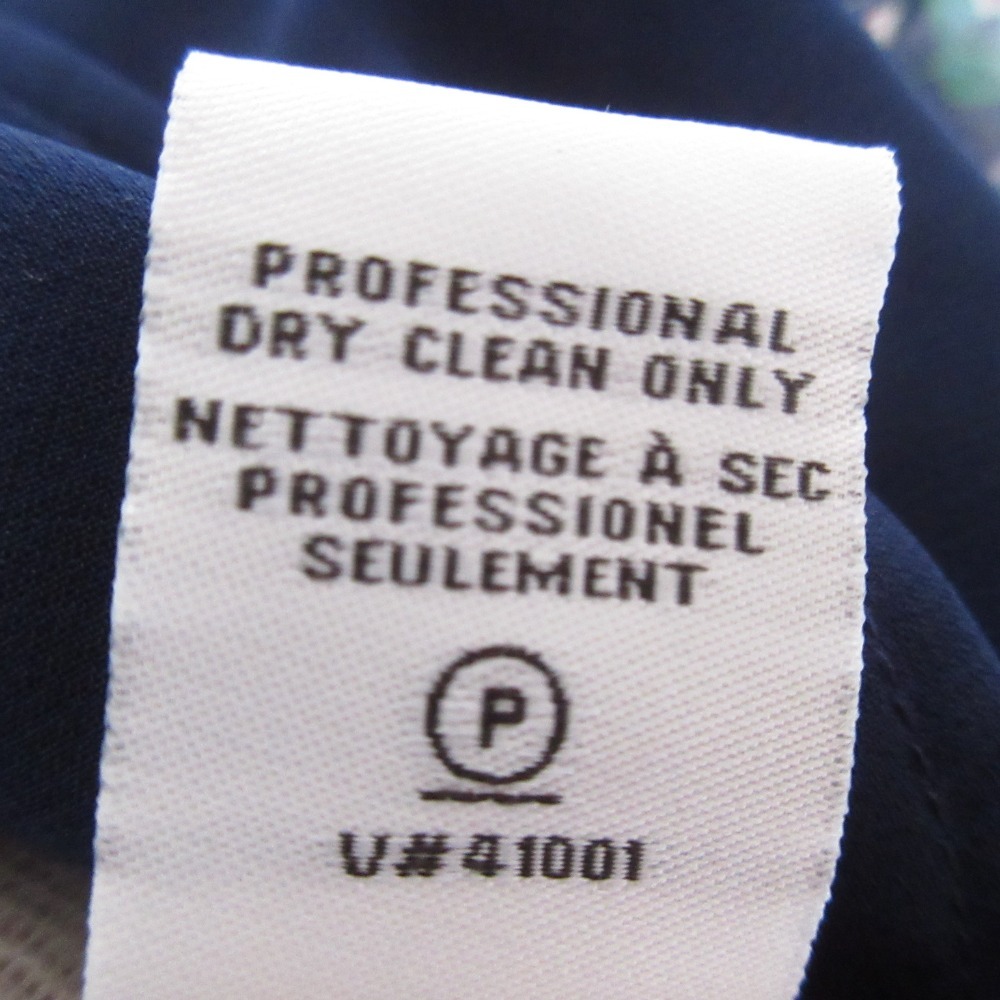 PROFESSIONAL
DRY CLEAN ONLY
NETTOYAGE À SEC
PROFESSIONEL
SEULEMENT
P
V#41001